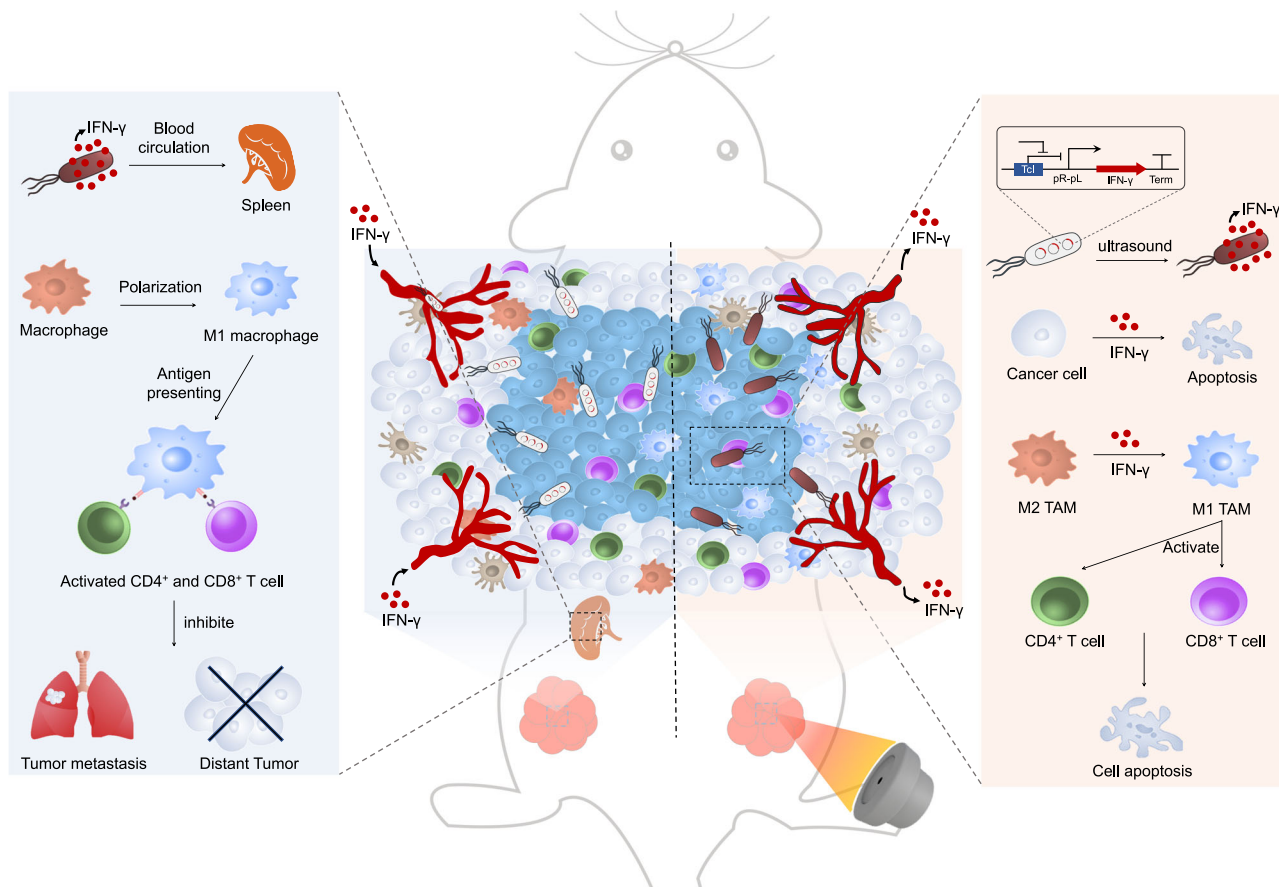 IFN-γ
Blood
circulation
Spleen
Macrophage
Polarization
M1 macrophage
Antigen
presenting
Activated CD4⁺ and CD8⁺ T cell
inhibite
Tumor metastasis
Distant Tumor
IFN-γ
IFN-γ
IFN-γ
IFN-γ
TcI
pR-pL
IFN-γ
Term
ultrasound
IFN-γ
Cancer cell
IFN-γ
Apoptosis
M2 TAM
IFN-γ
M1 TAM
Activate
CD4⁺ T cell
CD8⁺ T cell
Cell apoptosis